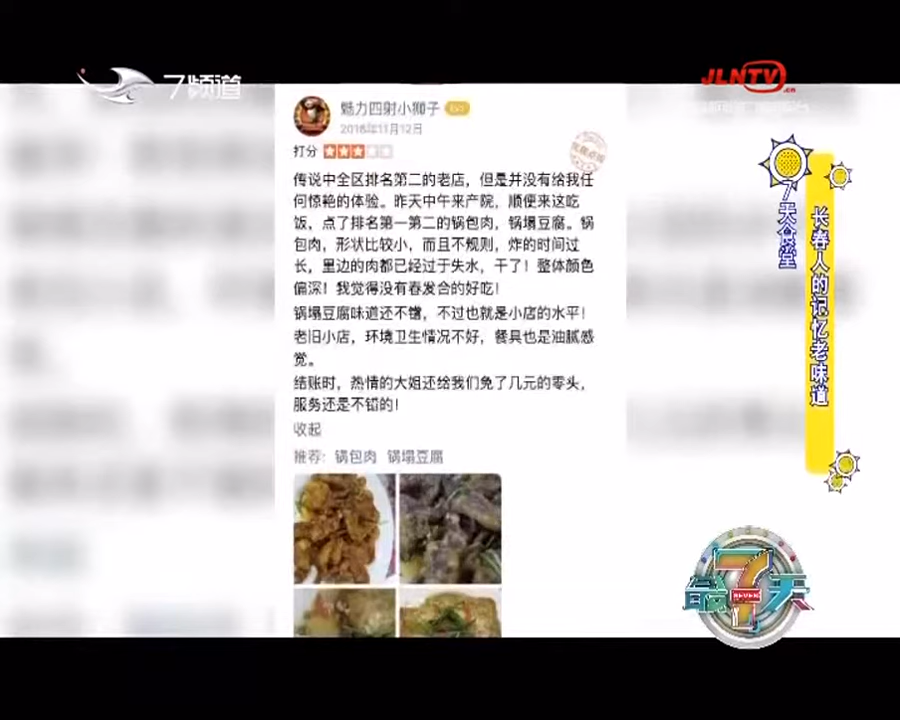 7频道
JLNTV
.cn
魅力四射小狮子
2016年11月12日
打分
传说中全区排名第二的老店，但是并没有给我任
何惊艳的体验。昨天中午来产院，顺便来这吃
饭，点了排名第一第二的锅包肉，锅塌豆腐。锅
包肉，形状比较小，而且不规则，炸的时间过
长，里边的肉都已经过于失水，干了！整体颜色
偏深！我觉得没有春发合的好吃！
锅塌豆腐味道还不错，不过也就是小店的水平！
老旧小店，环境卫生情况不好，餐具也是油腻感
觉。
结账时，热情的大姐还给我们免了几元的零头，
服务还是不错的！
收起
推荐：锅包肉 锅塌豆腐
7天食堂
长春人的记忆老味道
7天
SEVEN